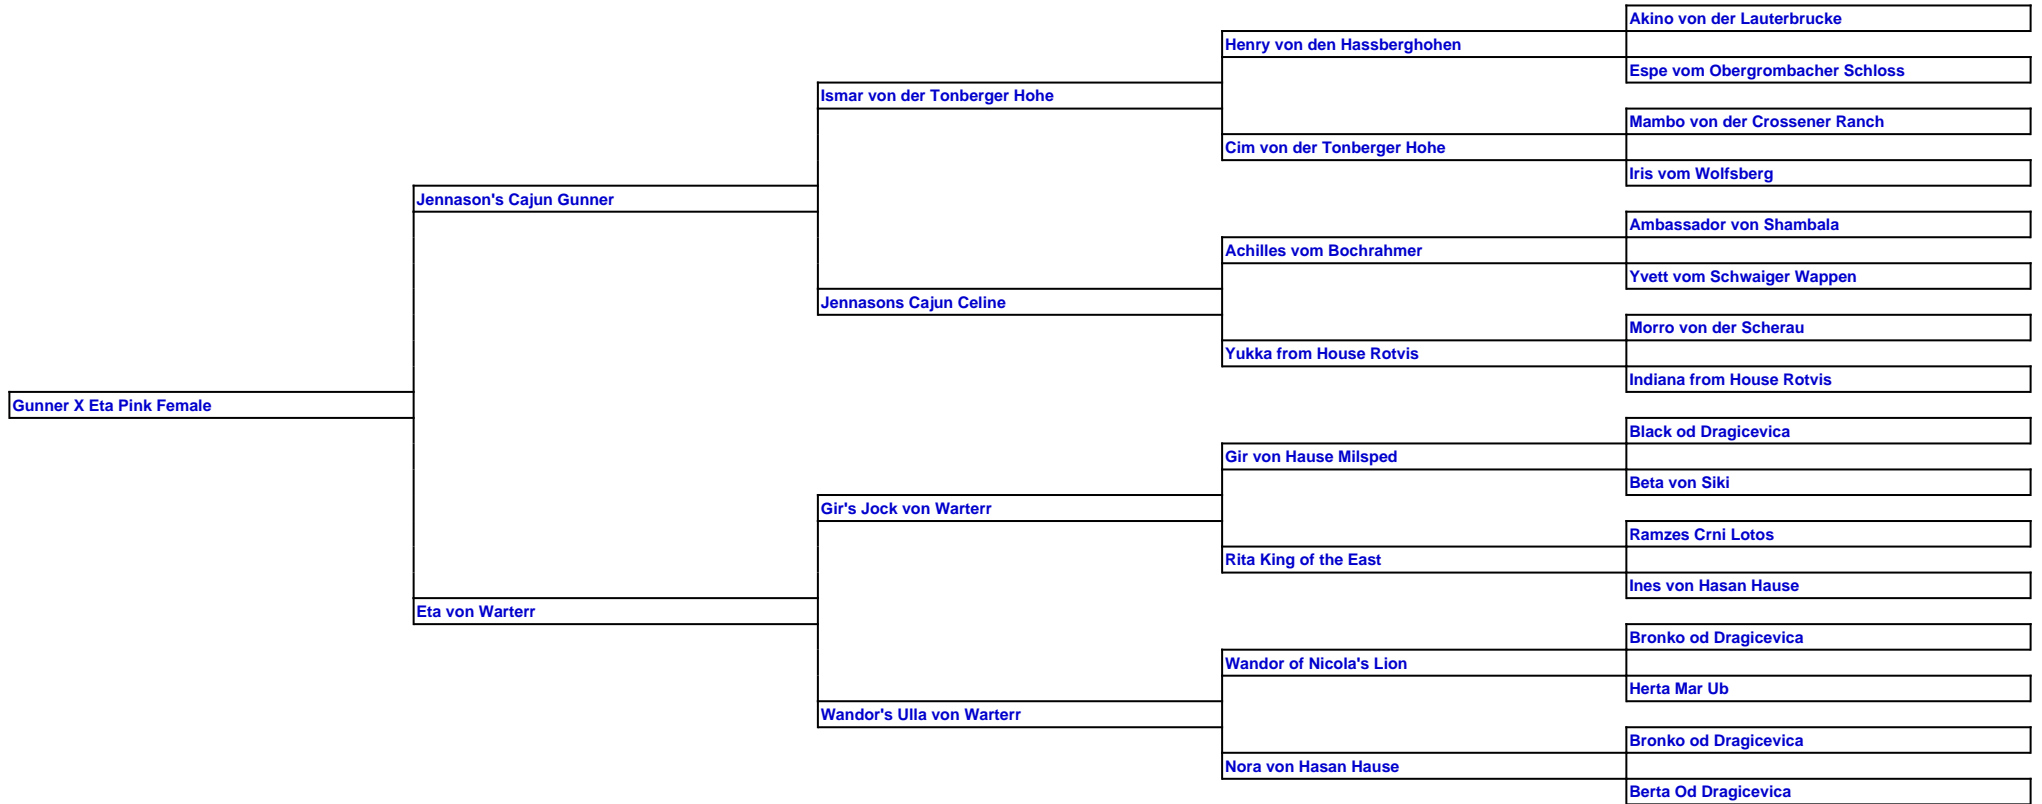 Akino von der Lauterbrucke
Henry von den Hassberghohen
Espe vom Obergrombacher Schloss
Ismar von der Tonberger Hohe
Mambo von der Crossener Ranch
Cim von der Tonberger Hohe
Iris vom Wolfsberg
Jennason's Cajun Gunner
Ambassador von Shambala
Achilles vom Bochrahmer
Yvett vom Schwaiger Wappen
Jennasons Cajun Celine
Morro von der Scherau
Yukka from House Rotvis
Indiana from House Rotvis
Gunner X Eta Pink Female
Black od Dragicevica
Gir von Hause Milsped
Beta von Siki
Gir's Jock von Warterr
Ramzes Crni Lotos
Rita King of the East
Ines von Hasan Hause
Eta von Warterr
Bronko od Dragicevica
Wandor of Nicola's Lion
Herta Mar Ub
Wandor's Ulla von Warterr
Bronko od Dragicevica
Nora von Hasan Hause
Berta Od Dragicevica